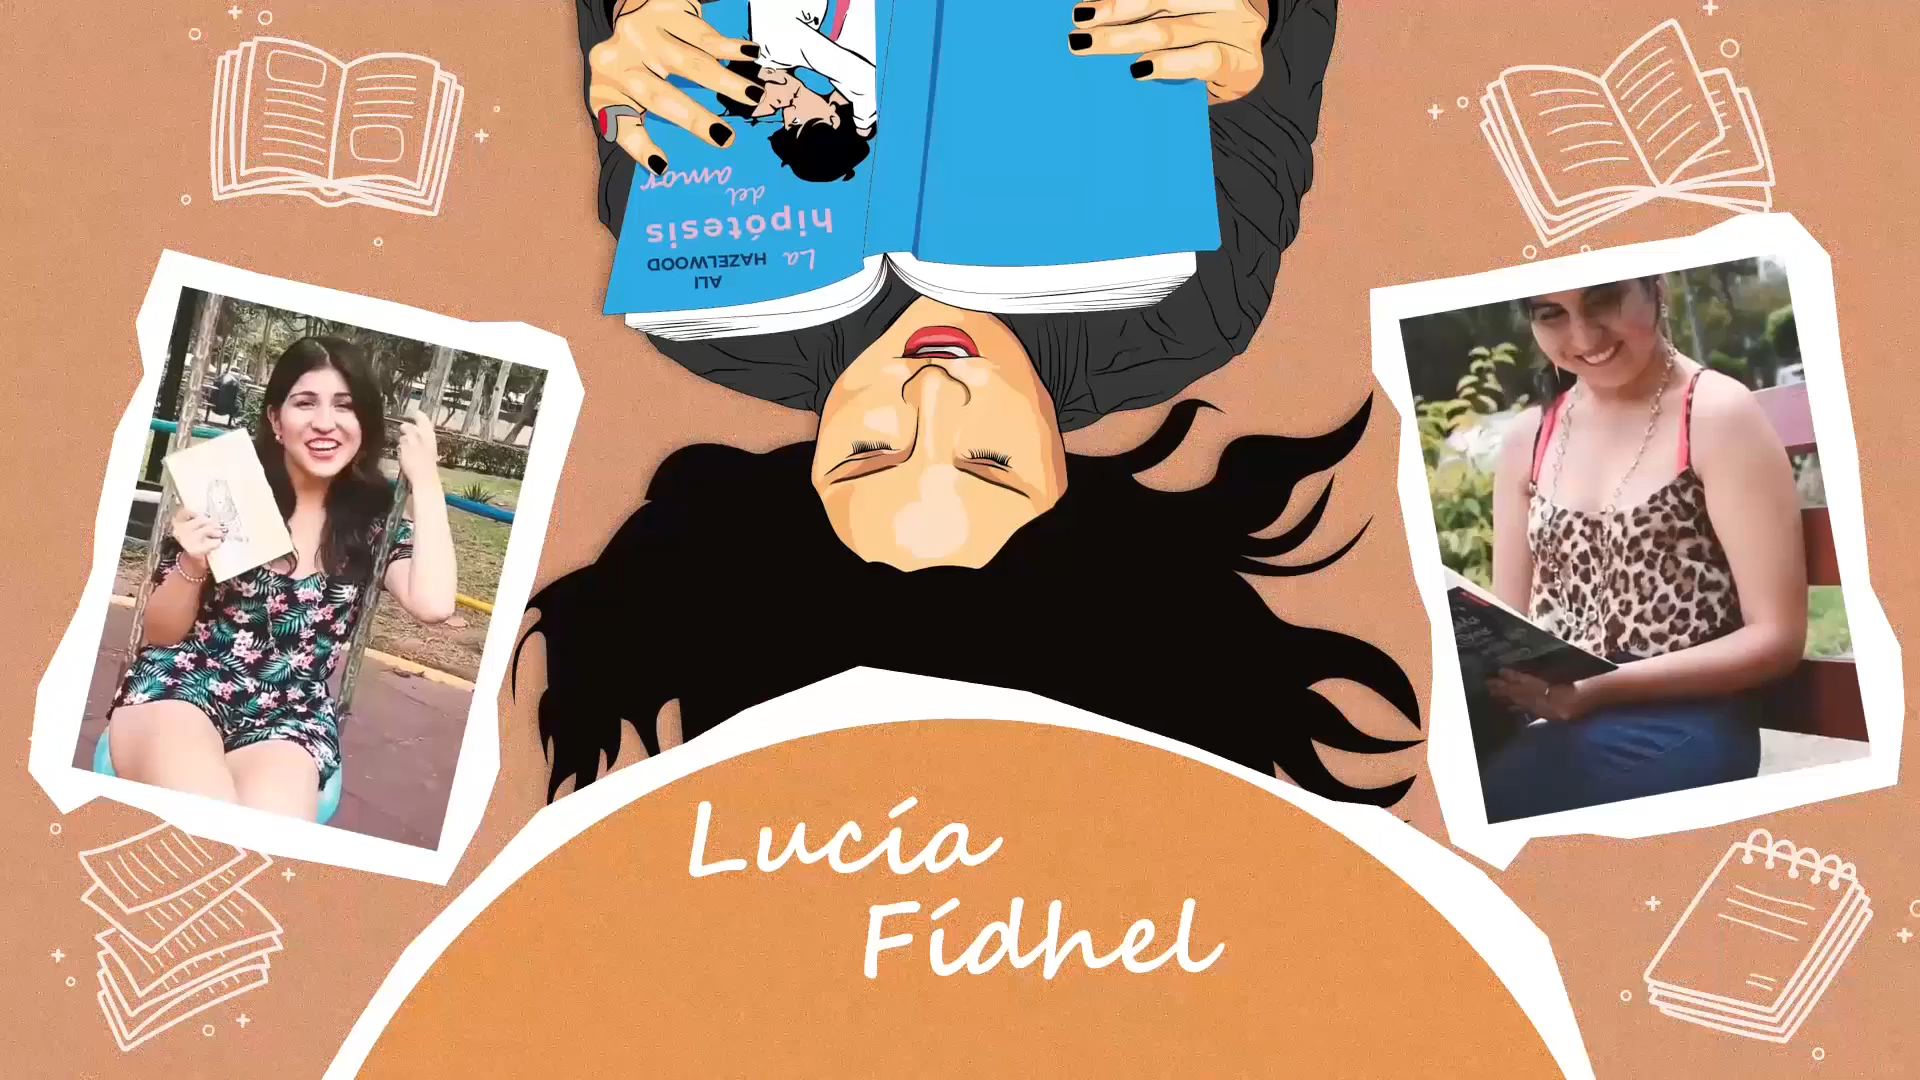 ALI
HAZELWOOD
La
hipótesis
del
amor
Lucía
Fídhel